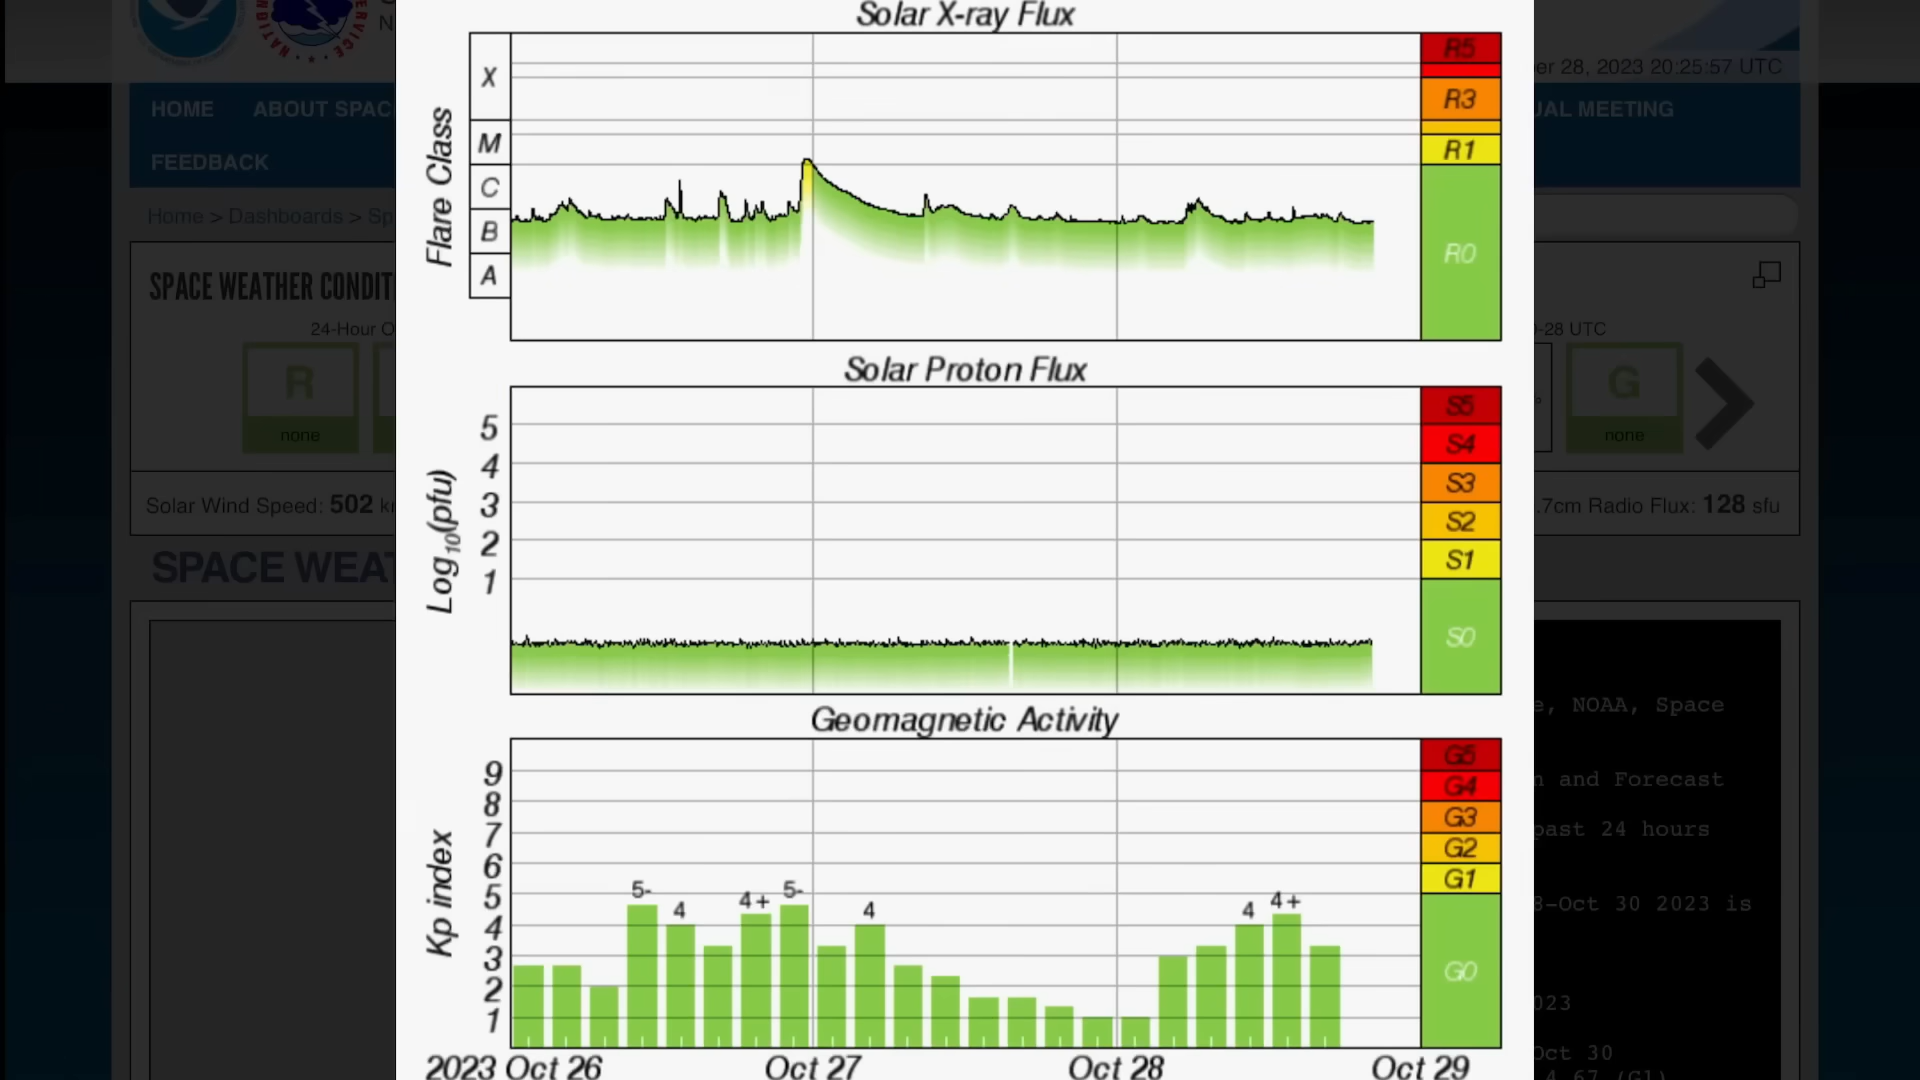 Solar X-ray Flux
R5
X
R3
M
R1
C
B
R0
A
Flare Class
Solar Proton Flux
S5
5
S4
4
S3
3
S2
2
S1
1
S0
Log10(pfu)
Geomagnetic Activity
G5
9
G4
8
G3
7
G2
6
G1
5
5- 4 4+ 5- 4 4 4+
4
3
G0
2
1
Kp index
2023 Oct 26 Oct 27 Oct 28 Oct 29
SERVICE
er 28, 2023 20:25:57 UTC
HOME ABOUT SPAC
UAL MEETING
FEEDBACK
Home > Dashboards > Sp
SPACE WEATHER CONDIT
24-Hour O
-28 UTC
R
none
G
none
Solar Wind Speed: 502 k
.7cm Radio Flux: 128 sfu
SPACE WEAT
e, NOAA, Space
n and Forecast
past 24 hours
8-Oct 30 2023 is
023
Oct 30
4.67 (G1)